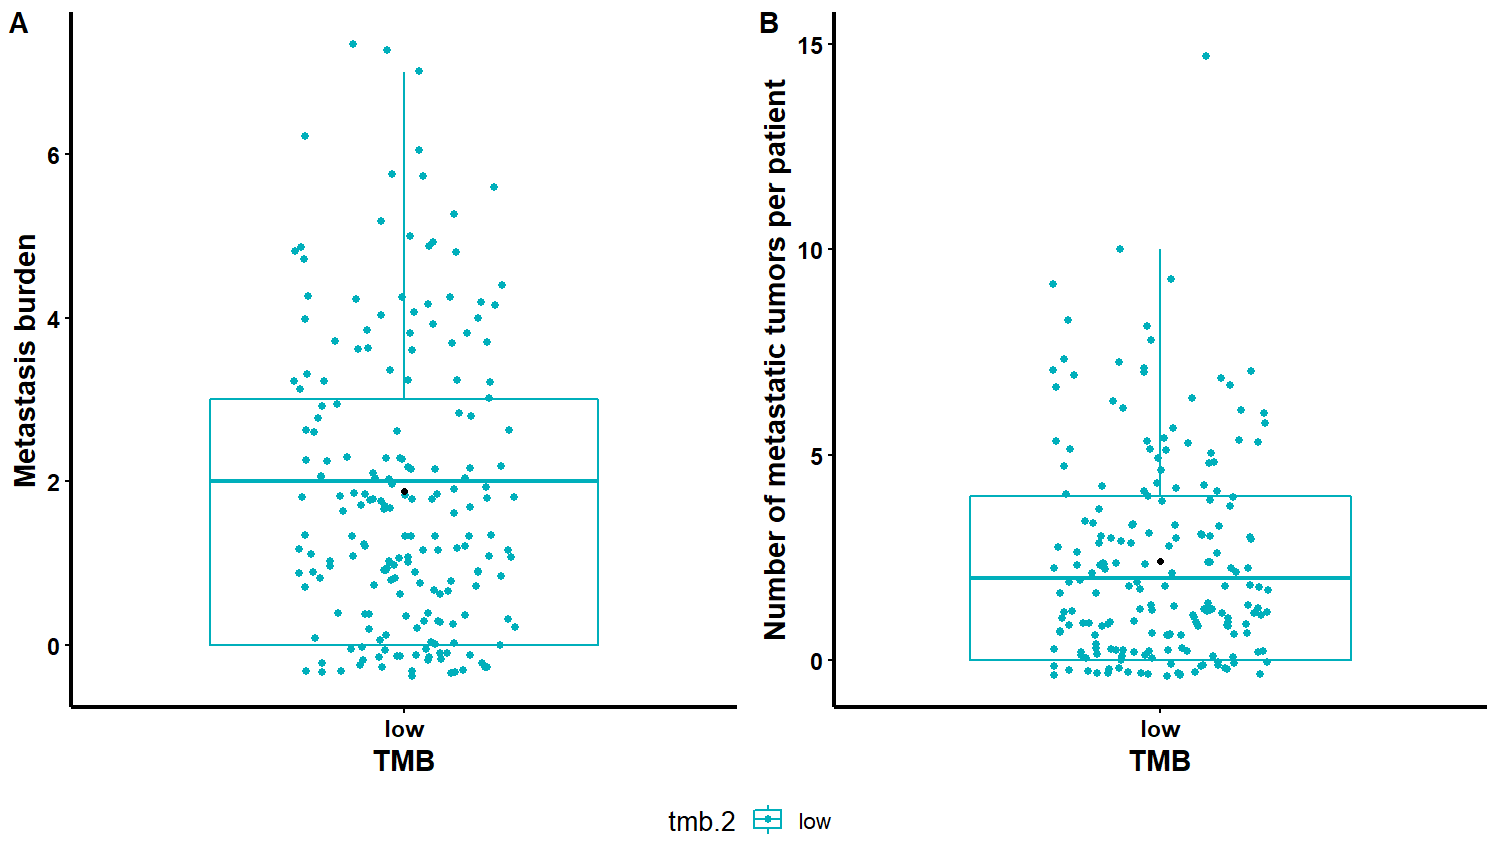 A
Metastasis burden
6
4
2
0
low
TMB
B
Number of metastatic tumors per patient
15
10
5
0
low
TMB
tmb.2 low